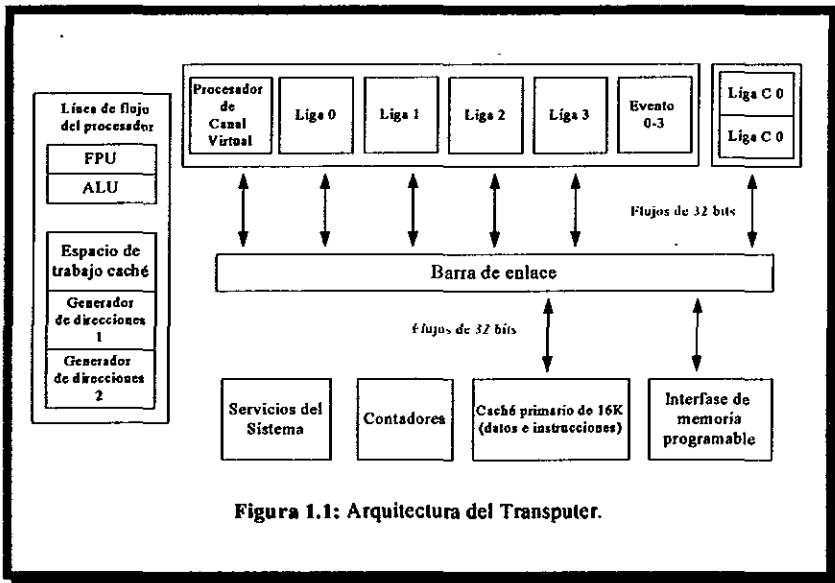 Línea de flujo
del procesador
FPU
ALU
Espacio de
trabajo caché
Generador
de direcciones
1
Generador
de direcciones
2
Procesador
de
Canal
Virtual
Liga 0
Liga 1
Liga 2
Liga 3
Evento
0-3
Liga C 0
Liga C 0
Flujos de 32 bits
Barra de enlace
Flujos de 32 bits
Servicios del
Sistema
Contadores
Caché primario de 16K
(datos e instrucciones)
Interfase de
memoria
programable
Figura 1.1: Arquitectura del Transputer.